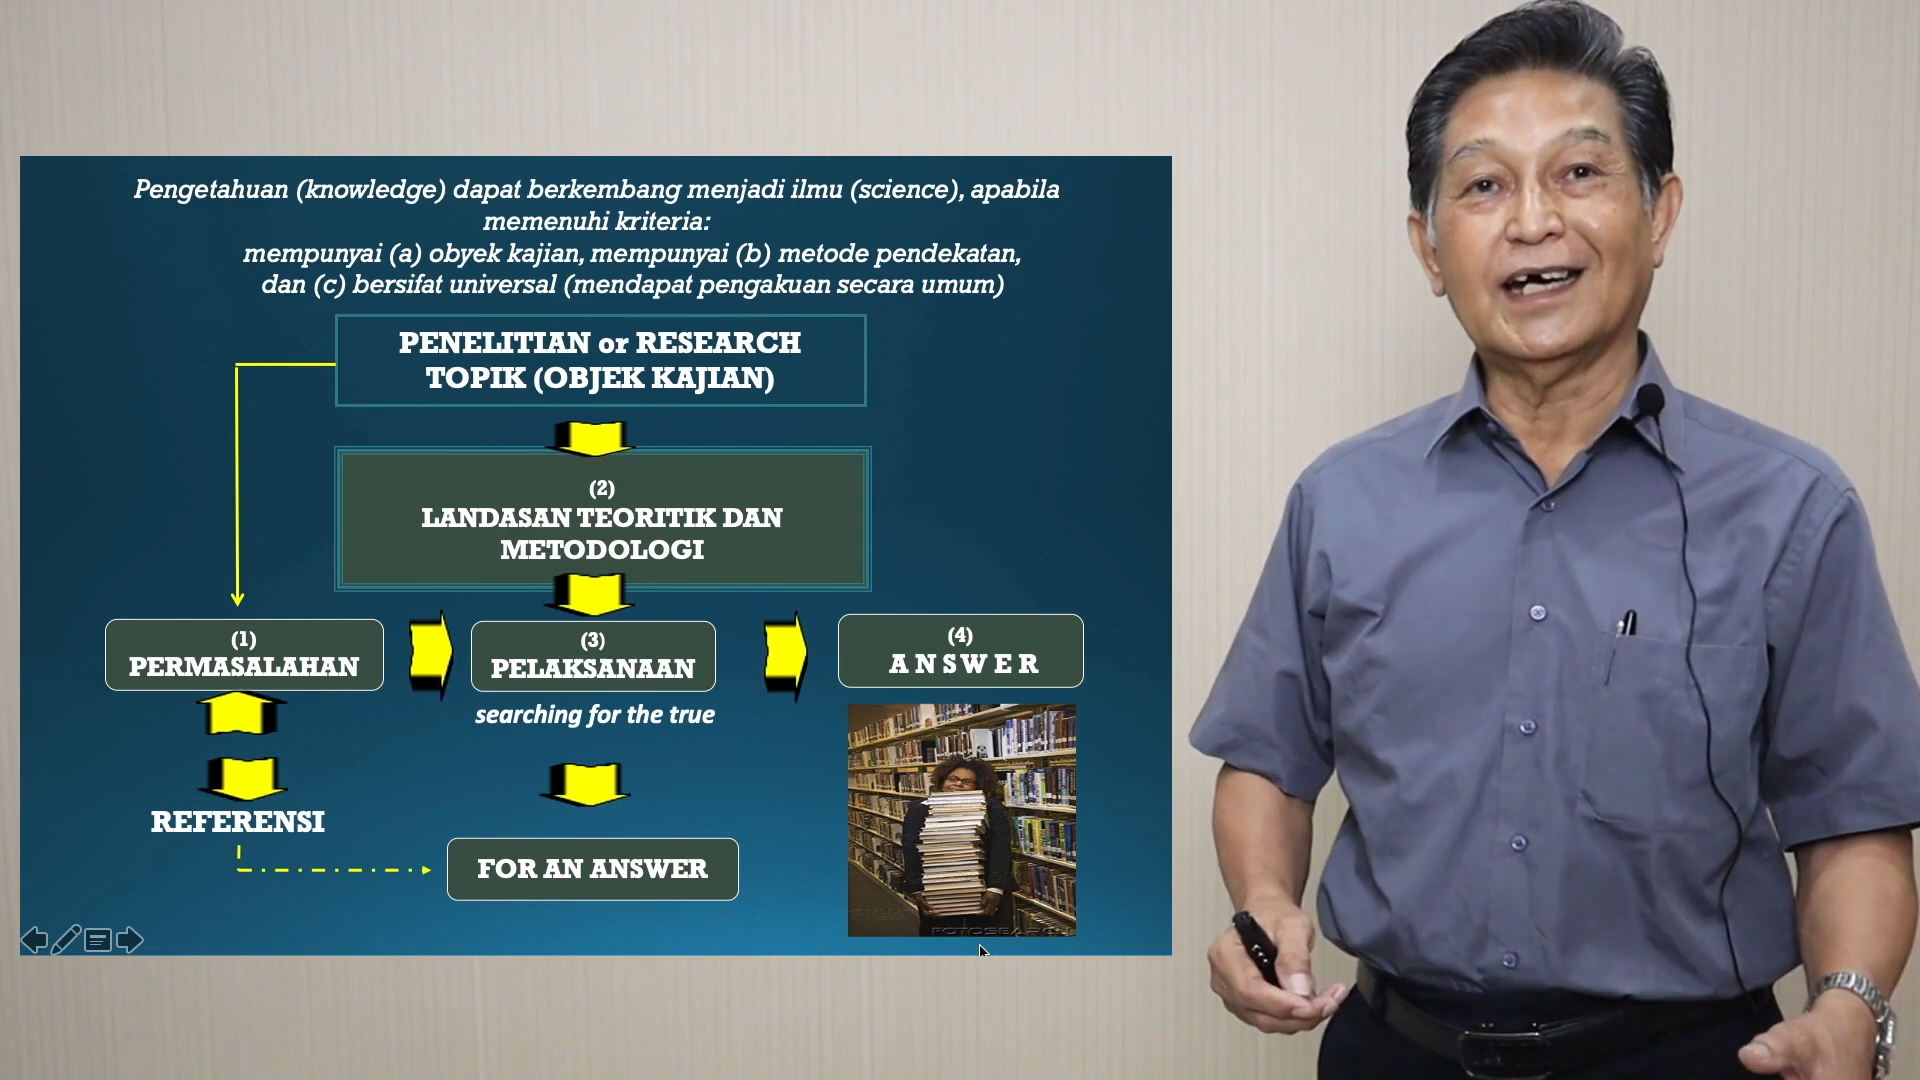 Pengetahuan (knowledge) dapat berkembang menjadi ilmu (science), apabila
memenuhi kriteria:
mempunyai (a) obyek kajian, mempunyai (b) metode pendekatan,
dan (c) bersifat universal (mendapat pengakuan secara umum)
PENELITIAN or RESEARCH
TOPIK (OBJEK KAJIAN)
(2)
LANDASAN TEORITIK DAN
METODOLOGI
(1)
PERMASALAHAN
(3)
PELAKSANAAN
(4)
A N S W E R
searching for the true
REFERENSI
FOR AN ANSWER
FOTOSEARCH